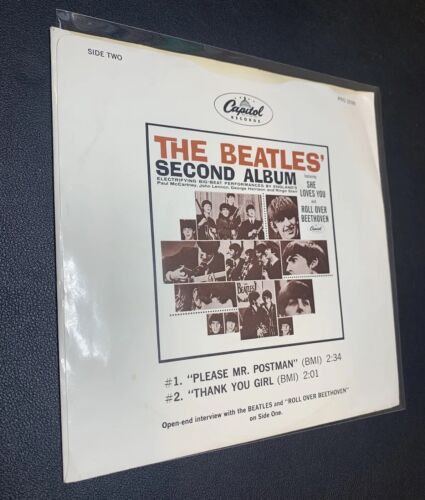 SIDE TWO
Capitol
RECORDS
THE BEATLES'
SECOND ALBUM
ELECTRIFYING BIG-BEAT PERFORMANCES BY ENGLAND'S
Paul McCartney, John Lennon, George Harrison and Ringo Starr
featuring
SHE
LOVES YOU
and
ROLL OVER
BEETHOVEN
Capitol
#1. "PLEASE MR. POSTMAN" (BMI) 2:34
#2. "THANK YOU GIRL" (BMI) 2:01
Open-end interview with the BEATLES and "ROLL OVER BEETHOVEN"
on Side One.